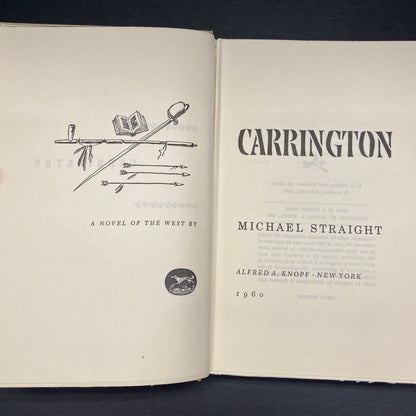 CARRINGTON
A NOVEL OF THE WEST BY
MICHAEL STRAIGHT
ALFRED A. KNOPF · NEW YORK
1960